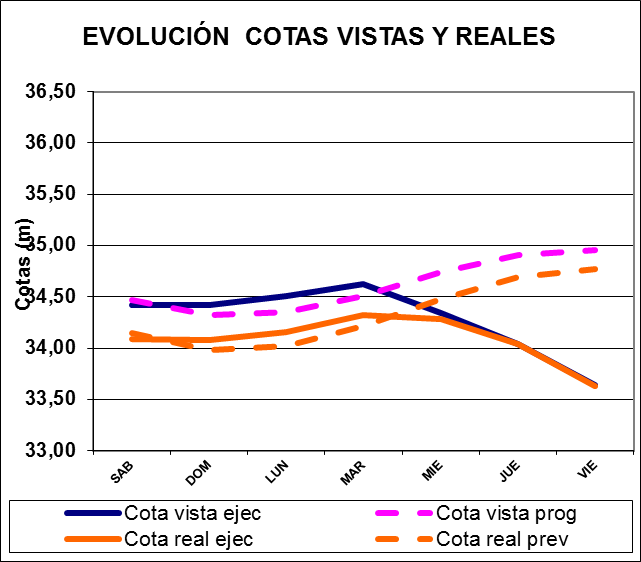 EVOLUCIÓN  COTAS VISTAS Y REALES
36,50
36,00
35,50
35,00
34,50
34,00
33,50
33,00
Cotas (m)
SAB DOM LUN MAR MIE JUE VIE
Cota vista ejec Cota vista prog
Cota real ejec Cota real prev